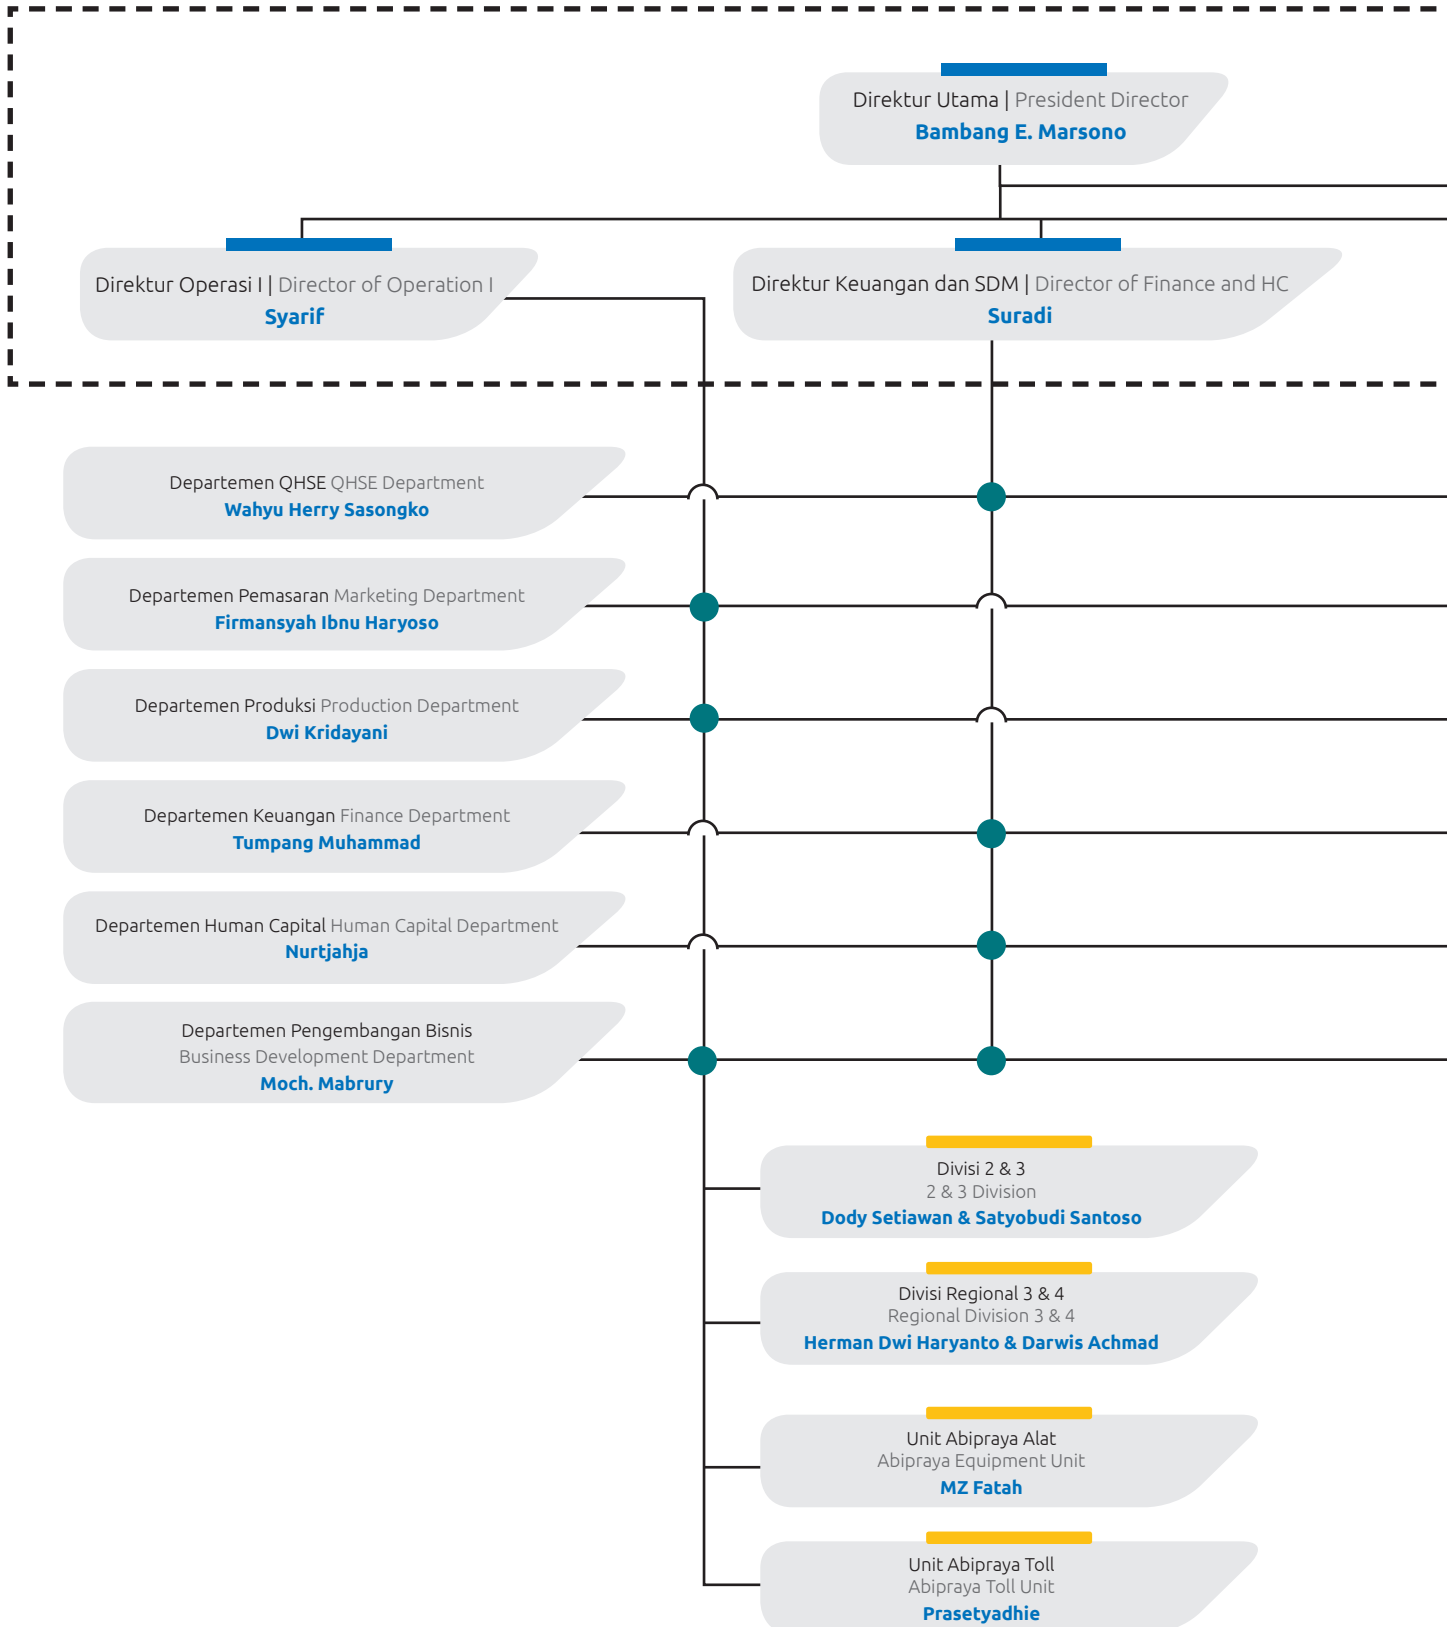 Direktur Utama | President Director
Bambang E. Marsono
Direktur Operasi I | Director of Operation I
Syarif
Direktur Keuangan dan SDM | Director of Finance and HC
Suradi
Departemen QHSE QHSE Department
Wahyu Herry Sasongko
Departemen Pemasaran Marketing Department
Firmansyah Ibnu Haryoso
Departemen Produksi Production Department
Dwi Kridayani
Departemen Keuangan Finance Department
Tumpang Muhammad
Departemen Human Capital Human Capital Department
Nurtjahja
Departemen Pengembangan Bisnis
Business Development Department
Moch. Mabrury
Divisi 2 & 3
2 & 3 Division
Dody Setiawan & Satyobudi Santoso
Divisi Regional 3 & 4
Regional Division 3 & 4
Herman Dwi Haryanto & Darwis Achmad
Unit Abipraya Alat
Abipraya Equipment Unit
MZ Fatah
Unit Abipraya Toll
Abipraya Toll Unit
Prasetyadhie